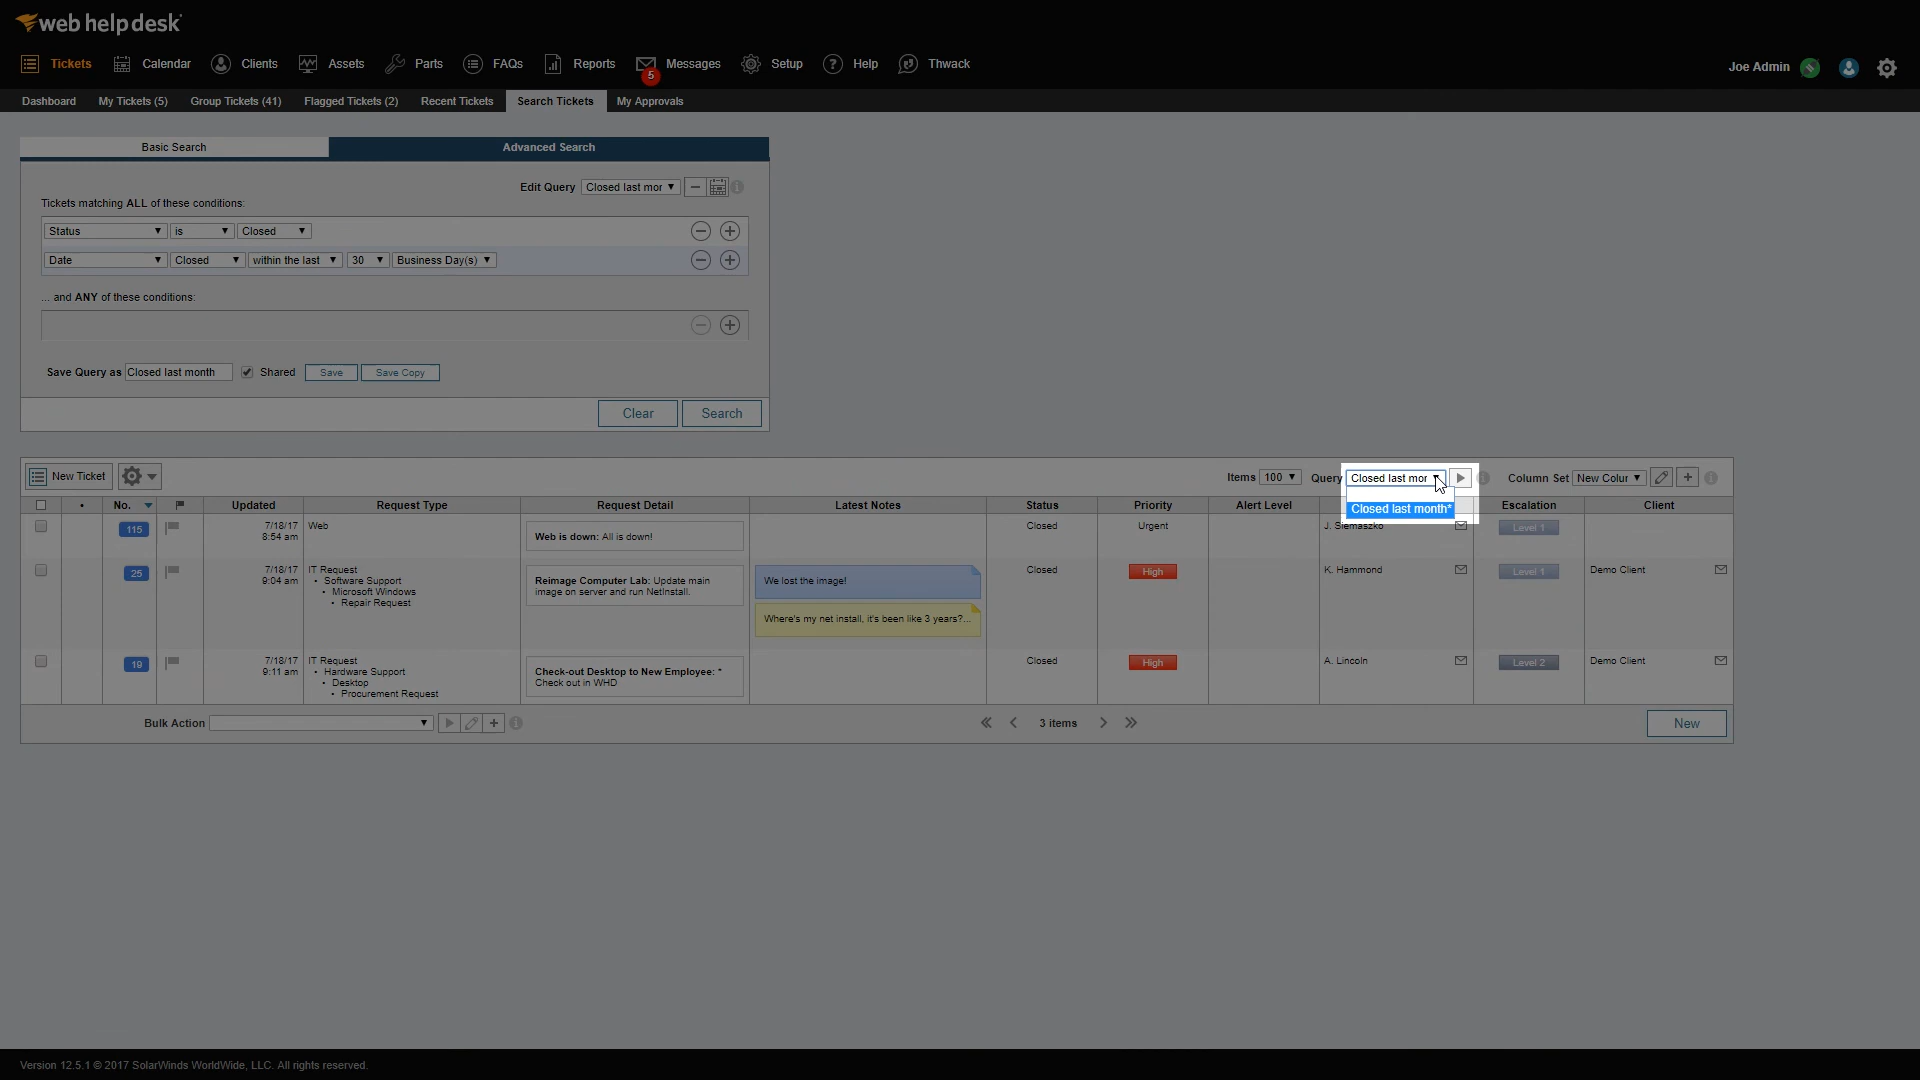 web help desk
Tickets Calendar Clients Assets Parts FAQs Reports Messages 5 Setup Help Thwack Joe Admin
Dashboard My Tickets (5) Group Tickets (41) Flagged Tickets (2) Recent Tickets Search Tickets My Approvals
Basic Search Advanced Search
Edit Query Closed last mor
Tickets matching ALL of these conditions:
Status is Closed
Date Closed within the last 30 Business Day(s)
... and ANY of these conditions:
Save Query as Closed last month Shared Save Save Copy
Clear Search
New Ticket Items 100 Query Closed last mor Column Set New Colur
Closed last month*
No. Updated Request Type Request Detail Latest Notes Status Priority Alert Level Escalation Client
115 7/18/17 8:54 am Web Web is down: All is down! Closed Urgent J. Siemaszko Level 1
25 7/18/17 9:04 am IT Request Closed High K. Hammond Level 1 Demo Client
• Software Support
• Microsoft Windows
• Repair Request
Reimage Computer Lab: Update main
image on server and run NetInstall.
We lost the image!
Where's my net install, it's been like 3 years?...
19 7/18/17 9:11 am IT Request Closed High A. Lincoln Level 2 Demo Client
• Hardware Support
• Desktop
• Procurement Request
Check-out Desktop to New Employee: *
Check out in WHD
Bulk Action 3 items New
Version 12.5.1 © 2017 SolarWinds WorldWide, LLC. All rights reserved.